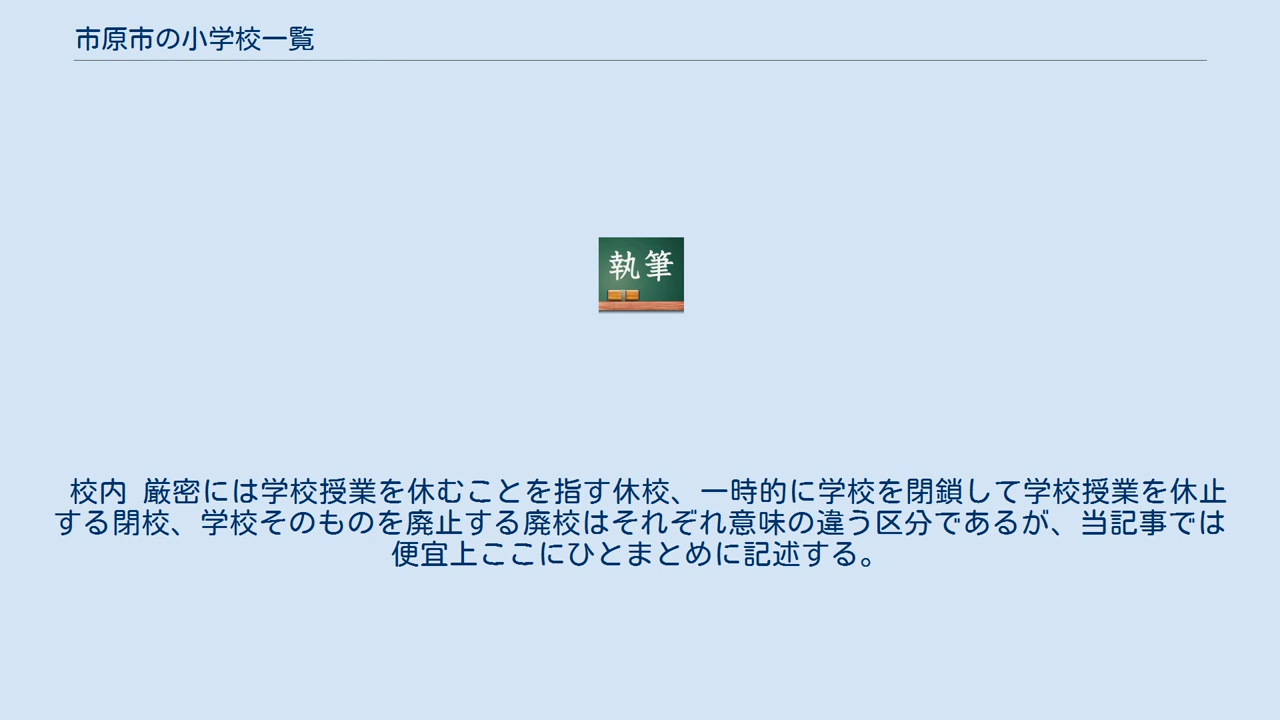 市原市の小学校一覧
執筆
校内 厳密には学校授業を休むことを指す休校、一時的に学校を閉鎖して学校授業を休止
する閉校、学校そのものを廃止する廃校はそれぞれ意味の違う区分であるが、当記事では
便宜上ここにひとまとめに記述する。